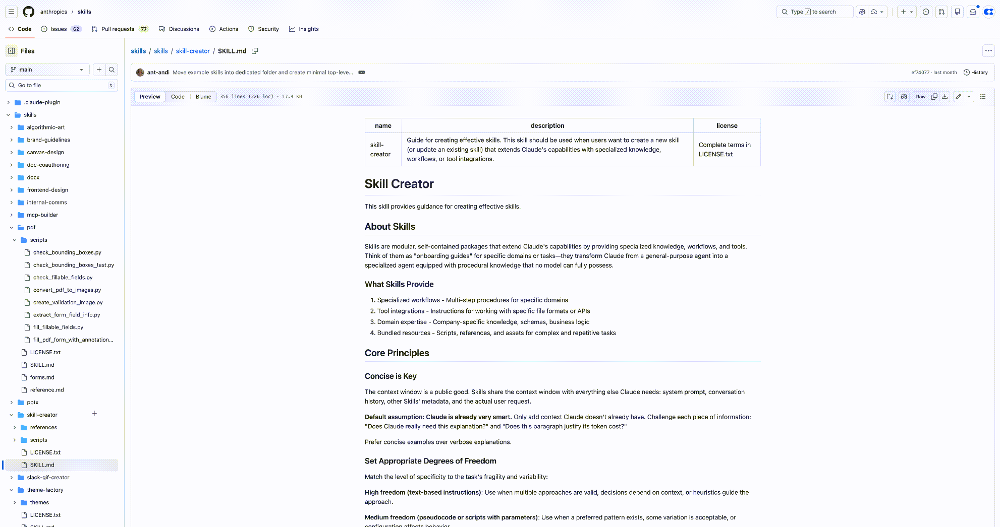 anthropics / skills
Type / to search
Code
Issues 62
Pull requests 77
Discussions
Actions
Security
Insights
Files
main
Go to file
t
.claude-plugin
skills
algorithmic-art
brand-guidelines
canvas-design
doc-coauthoring
docx
frontend-design
internal-comms
mcp-builder
pdf
scripts
check_bounding_boxes.py
check_bounding_boxes_test.py
check_fillable_fields.py
convert_pdf_to_images.py
create_validation_image.py
extract_form_field_info.py
fill_fillable_fields.py
fill_pdf_form_with_annotation...
LICENSE.txt
SKILL.md
forms.md
reference.md
pptx
skill-creator
references
scripts
LICENSE.txt
SKILL.md
slack-gif-creator
theme-factory
themes
LICENSE.txt
SKILL.md
skills / skills / skill-creator / SKILL.md
ant-andi Move example skills into dedicated folder and create minimal top-leve...
ef74077 · last month
History
Preview
Code
Blame
356 lines (226 loc) · 17.4 KB
Raw
name description license
skill-
creator
Guide for creating effective skills. This skill should be used when users want to create a new skill
(or update an existing skill) that extends Claude's capabilities with specialized knowledge,
workflows, or tool integrations.
Complete terms in
LICENSE.txt
Skill Creator
This skill provides guidance for creating effective skills.
About Skills
Skills are modular, self-contained packages that extend Claude's capabilities by providing specialized knowledge, workflows, and tools.
Think of them as "onboarding guides" for specific domains or tasks—they transform Claude from a general-purpose agent into a
specialized agent equipped with procedural knowledge that no model can fully possess.
What Skills Provide
1. Specialized workflows - Multi-step procedures for specific domains
2. Tool integrations - Instructions for working with specific file formats or APIs
3. Domain expertise - Company-specific knowledge, schemas, business logic
4. Bundled resources - Scripts, references, and assets for complex and repetitive tasks
Core Principles
Concise is Key
The context window is a public good. Skills share the context window with everything else Claude needs: system prompt, conversation
history, other Skills' metadata, and the actual user request.
Default assumption: Claude is already very smart. Only add context Claude doesn't already have. Challenge each piece of information:
"Does Claude really need this explanation?" and "Does this paragraph justify its token cost?"
Prefer concise examples over verbose explanations.
Set Appropriate Degrees of Freedom
Match the level of specificity to the task's fragility and variability:
High freedom (text-based instructions): Use when multiple approaches are valid, decisions depend on context, or heuristics guide the
approach.
Medium freedom (pseudocode or scripts with parameters): Use when a preferred pattern exists, some variation is acceptable, or
configuration affects behavior.